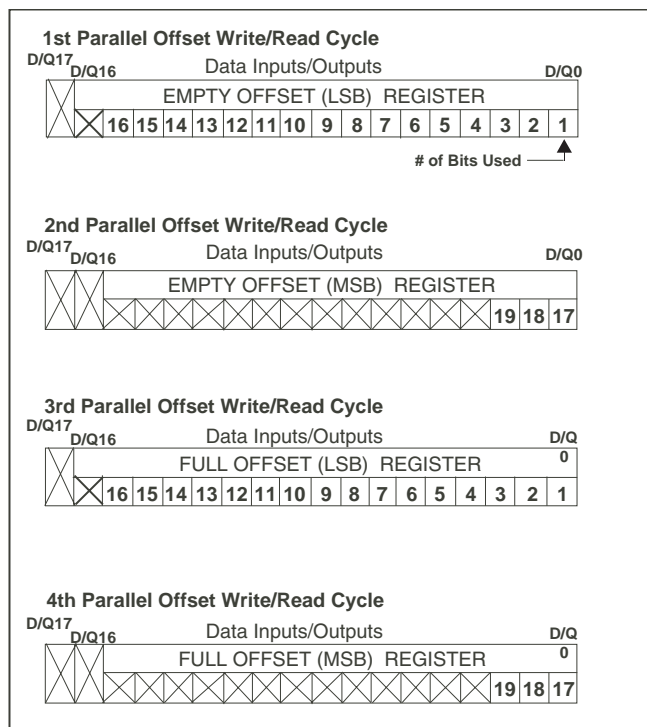 1st Parallel Offset Write/Read Cycle
D/Q17 D/Q16 Data Inputs/Outputs D/Q0
EMPTY OFFSET (LSB) REGISTER
16 15 14 13 12 11 10 9 8 7 6 5 4 3 2 1
# of Bits Used
2nd Parallel Offset Write/Read Cycle
D/Q17 D/Q16 Data Inputs/Outputs D/Q0
EMPTY OFFSET (MSB) REGISTER
19 18 17
3rd Parallel Offset Write/Read Cycle
D/Q17 D/Q16 Data Inputs/Outputs D/Q
0
FULL OFFSET (LSB) REGISTER
16 15 14 13 12 11 10 9 8 7 6 5 4 3 2 1
4th Parallel Offset Write/Read Cycle
D/Q17 D/Q16 Data Inputs/Outputs D/Q
0
FULL OFFSET (MSB) REGISTER
19 18 17